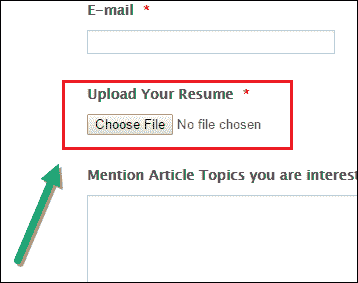 E-mail *
Upload Your Resume *
Choose File No file chosen
Mention Article Topics you are interest